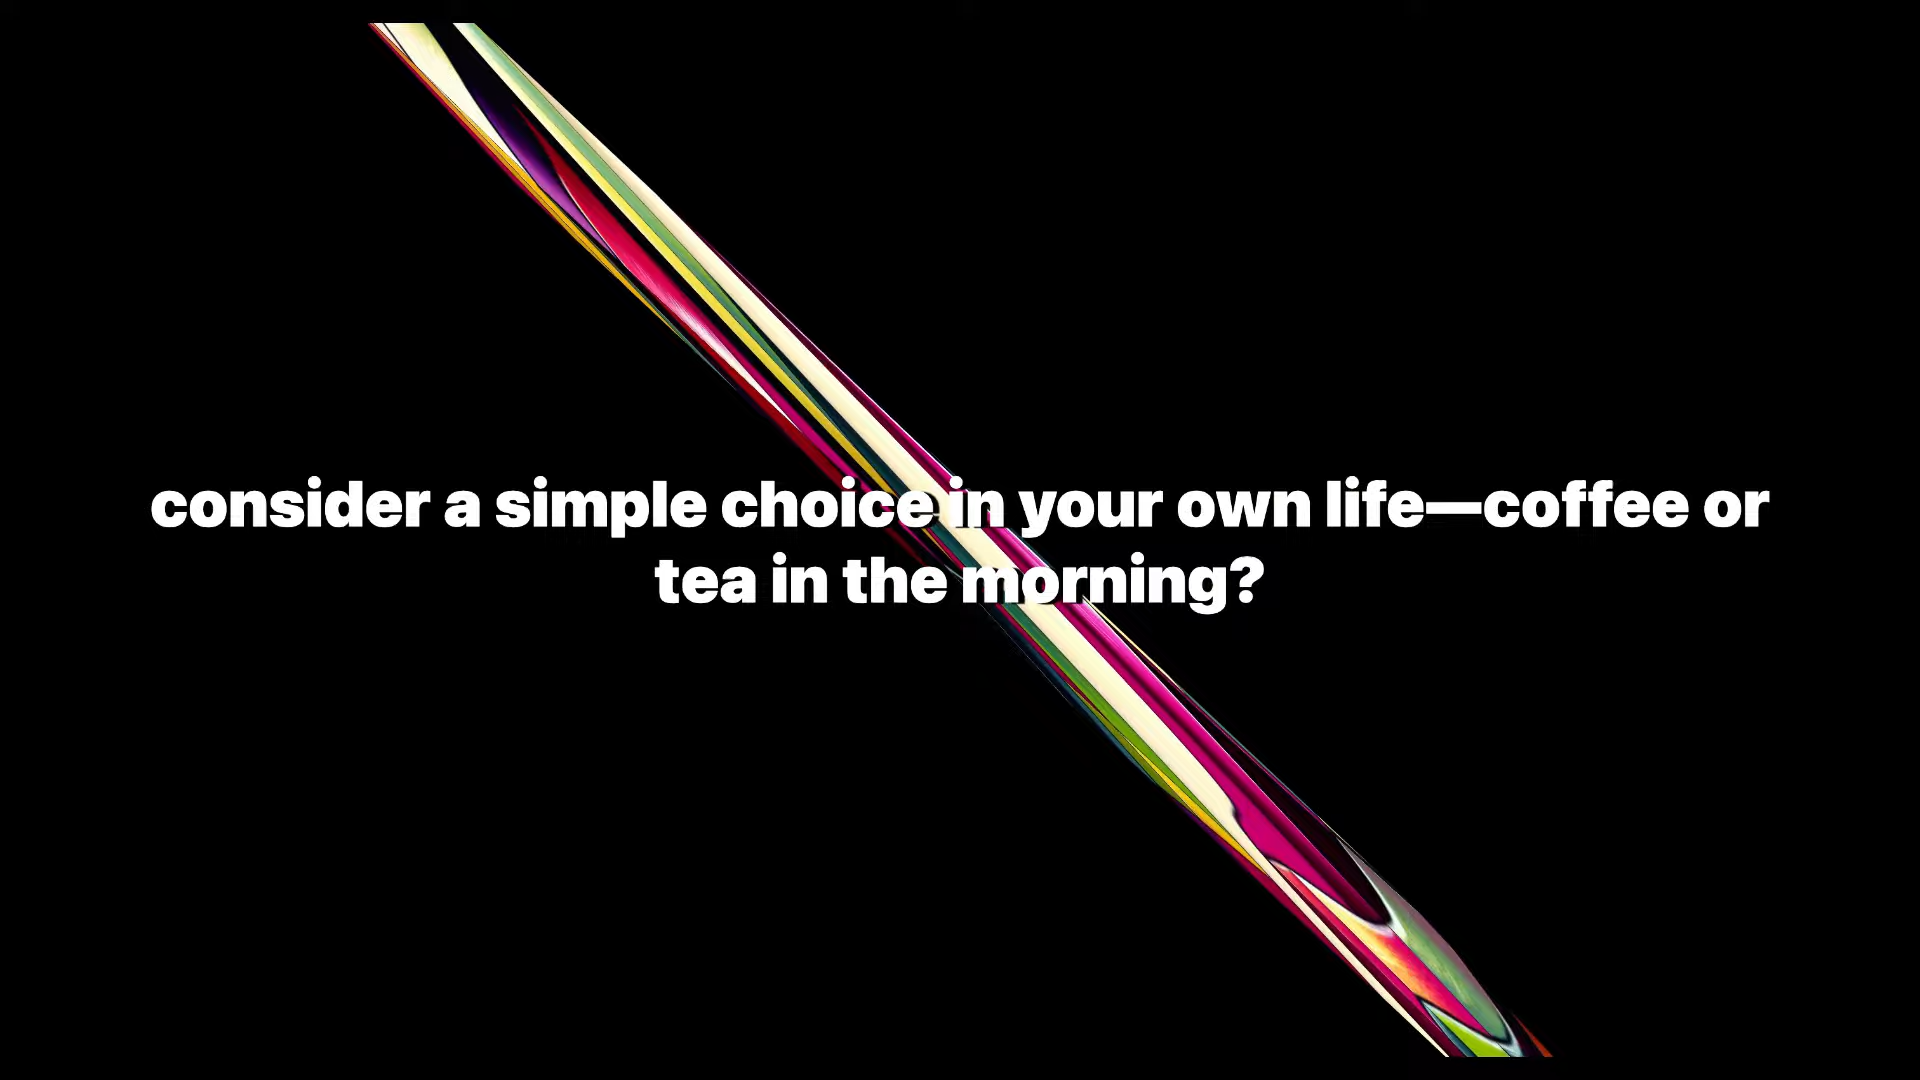 consider a simple choice in your own life—coffee or
tea in the morning?